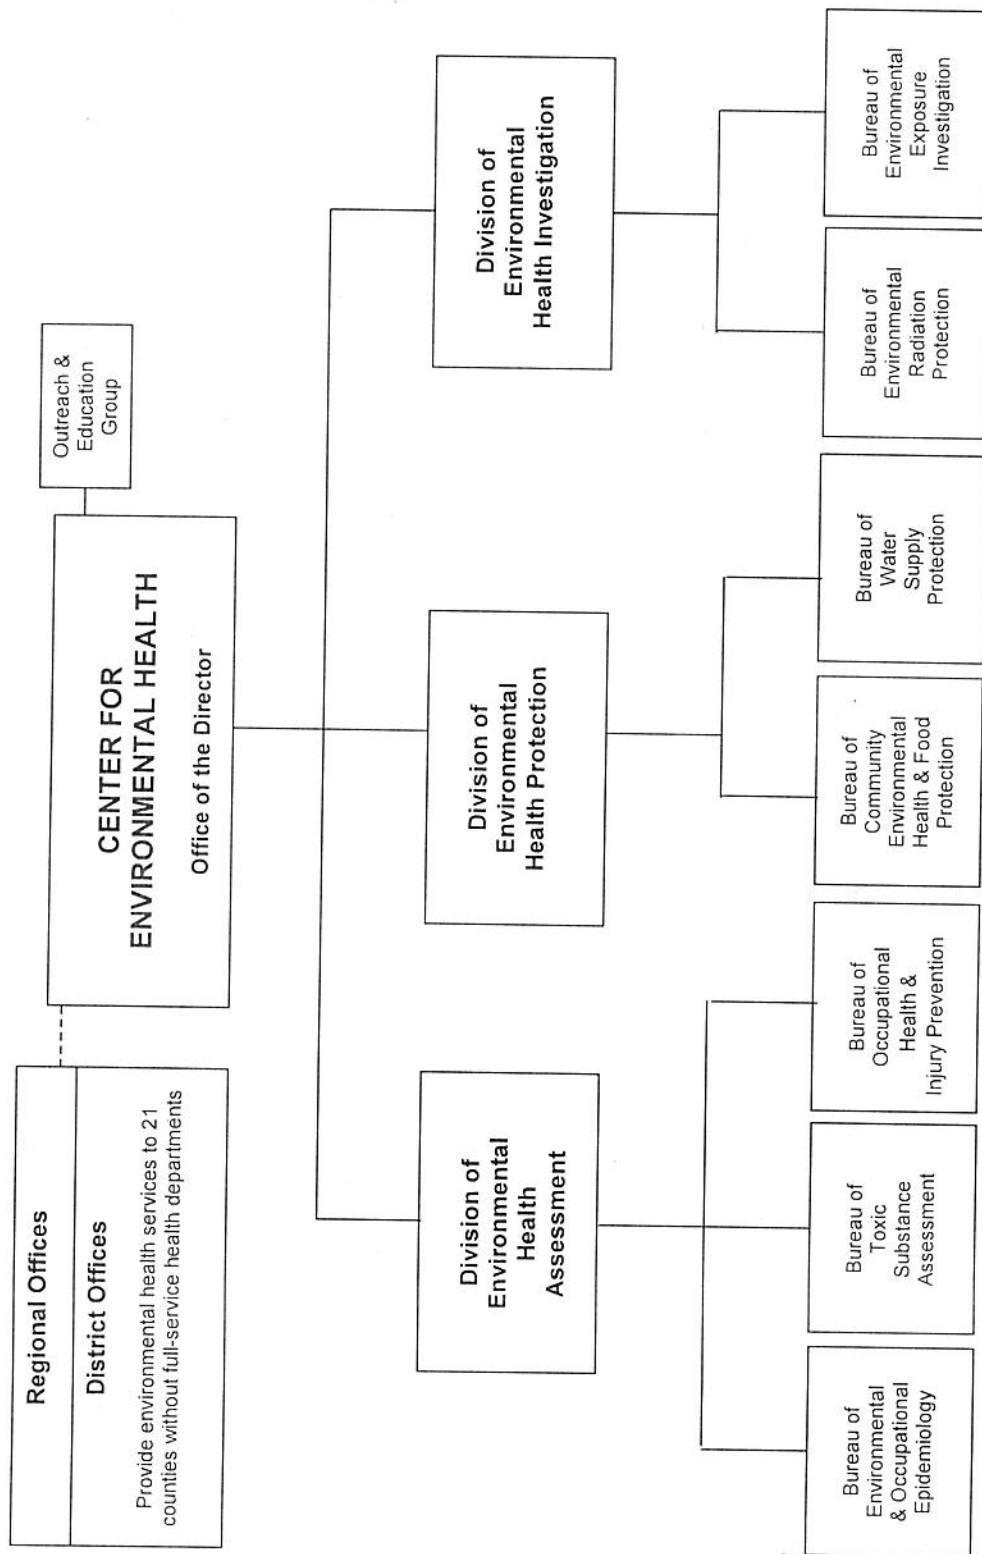 Regional Offices
District Offices
Provide environmental health services to 21
counties without full-service health departments
CENTER FOR
ENVIRONMENTAL HEALTH
Office of the Director
Outreach &
Education
Group
Division of
Environmental
Health
Assessment
Division of
Environmental
Health Protection
Division of
Environmental
Health Investigation
Bureau of
Environmental
& Occupational
Epidemiology
Bureau of
Toxic
Substance
Assessment
Bureau of
Occupational
Health &
Injury Prevention
Bureau of
Community
Environmental
Health & Food
Protection
Bureau of
Water
Supply
Protection
Bureau of
Environmental
Radiation
Protection
Bureau of
Environmental
Exposure
Investigation